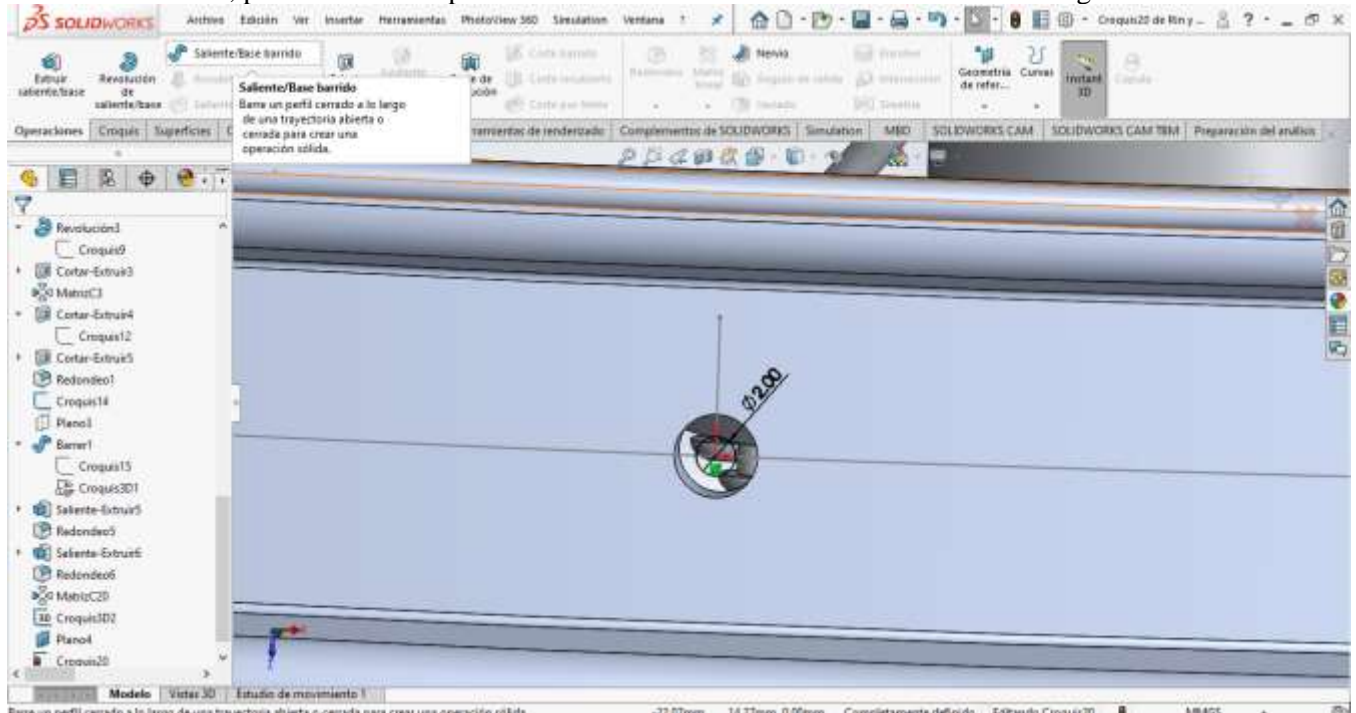 SOLIDWORKS
Archivo Edición Ver Insertar Herramientas PhotoView 360 Simulation Ventana ?
Croquis20 de Rin y...
Extruir saliente/base
Revolución de saliente/base
Saliente/Base barrido
Nervio
Geometría de refer...
Curvas
Instant 3D
Saliente/Base barrido
Barre un perfil cerrado a lo largo
de una trayectoria abierta o
cerrada para crear una
operación sólida.
Operaciones Croquis Superficies
Complementos de SOLIDWORKS Simulation MBD SOLIDWORKS CAM SOLIDWORKS CAM TBM Preparación del análisis
Revolución3
Croquis9
Cortar-Extruir3
MatrizC3
Cortar-Extruir4
Croquis12
Cortar-Extruir5
Redondeo1
Croquis14
Plano3
Barrer1
Croquis15
Croquis3D1
Saliente-Extruir5
Redondeo5
Saliente-Extruir6
Redondeo6
MatrizC20
Croquis3D2
Plano4
Croquis20
Ø2.00
Modelo Vistas 3D Estudio de movimiento 1
Barre un perfil cerrado a lo largo de una trayectoria abierta o cerrada para crear una operación sólida.
Completamente definido Editando Croquis20 MMGS